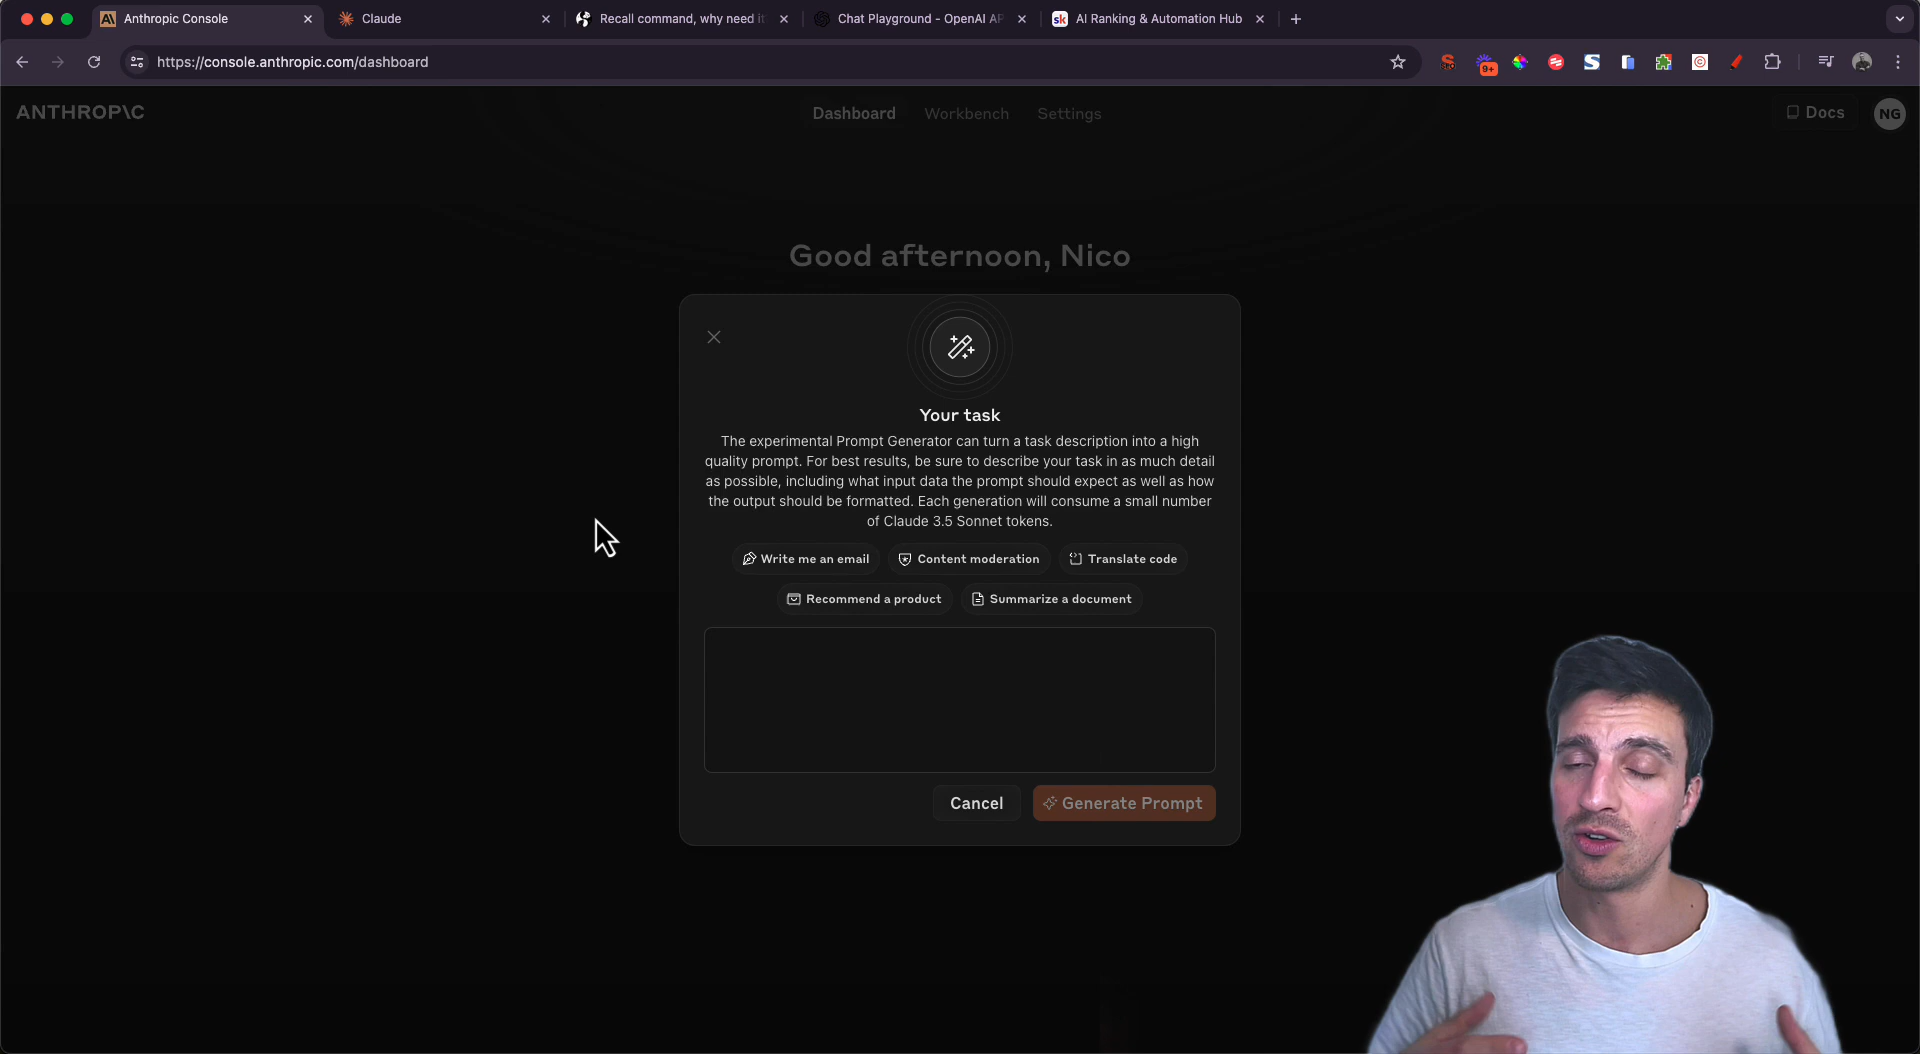 Anthropic Console
Claude
Recall command, why need it
Chat Playground - OpenAI AP
sk
AI Ranking & Automation Hub
https://console.anthropic.com/dashboard
9+
ANTHROP\C
Dashboard
Workbench
Settings
Docs
NG
Good afternoon, Nico
Your task
The experimental Prompt Generator can turn a task description into a high
quality prompt. For best results, be sure to describe your task in as much detail
as possible, including what input data the prompt should expect as well as how
the output should be formatted. Each generation will consume a small number
of Claude 3.5 Sonnet tokens.
Write me an email
Content moderation
Translate code
Recommend a product
Summarize a document
Cancel
Generate Prompt